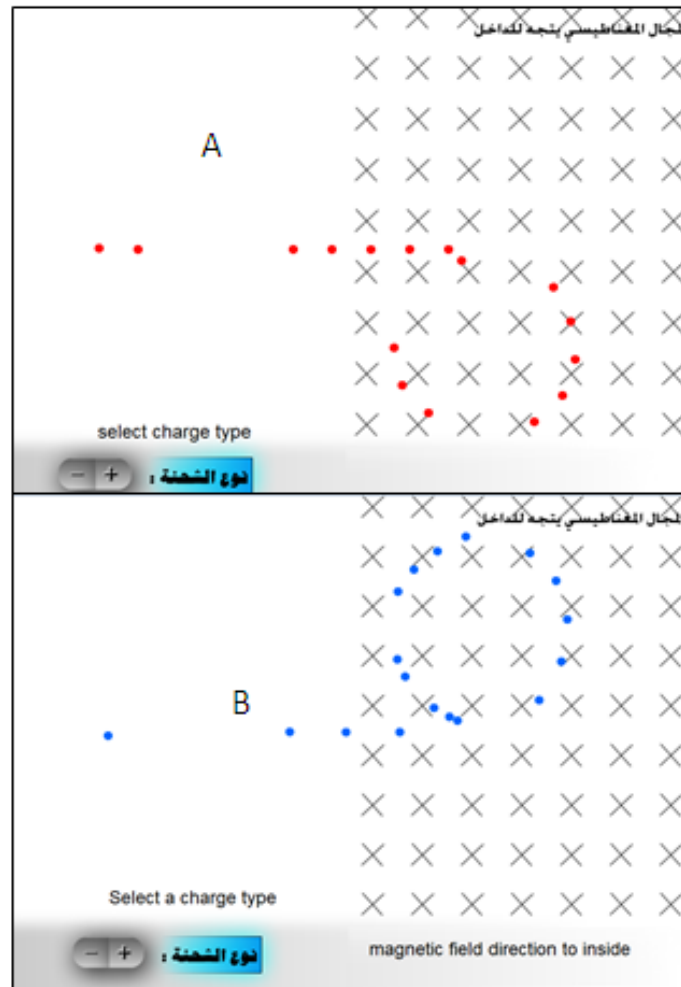 المجال المغناطيسي يتجه للداخل
A
select charge type
− + نوع الشحنة :
المجال المغناطيسي يتجه للداخل
B
Select a charge type
− + نوع الشحنة :
magnetic field direction to inside